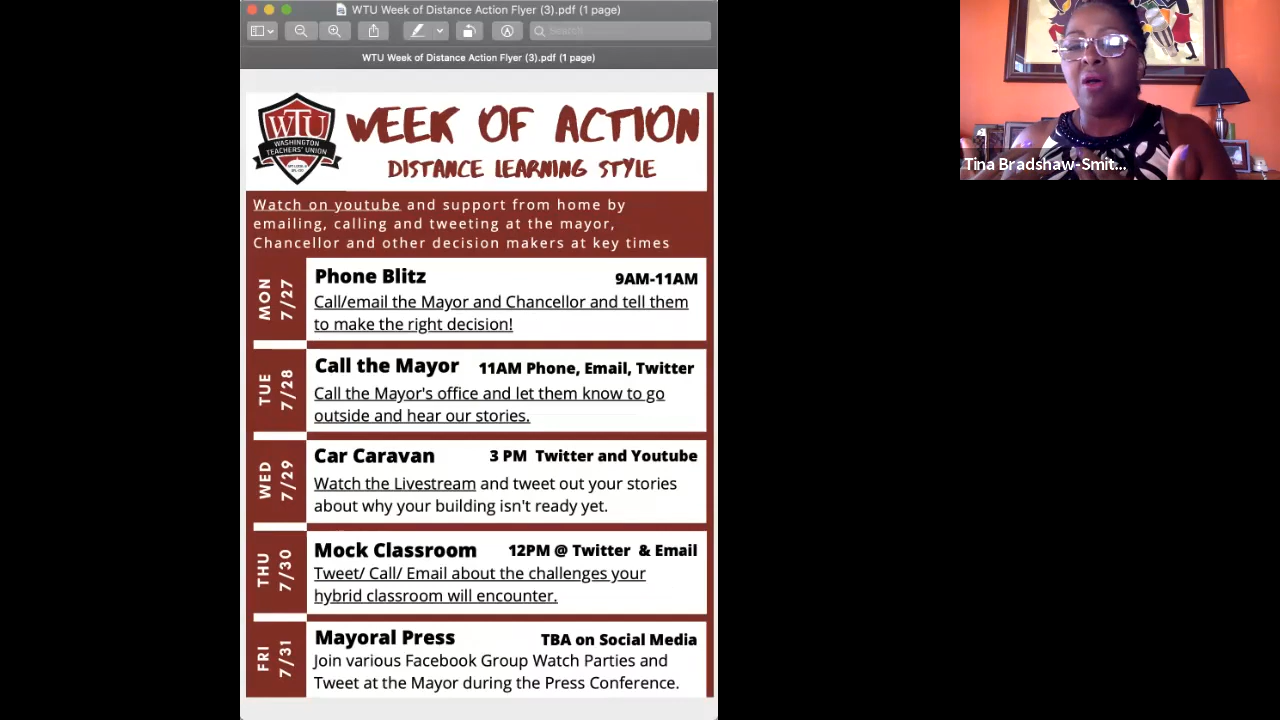 WTU Week of Distance Action Flyer (3).pdf (1 page)
Search
WTU Week of Distance Action Flyer (3).pdf (1 page)
WTU
WASHINGTON
TEACHERS' UNION
WEEK OF ACTION
DISTANCE LEARNING STYLE
Watch on youtube and support from home by
emailing, calling and tweeting at the mayor,
Chancellor and other decision makers at key times
MON
7/27
Phone Blitz 9AM-11AM
Call/email the Mayor and Chancellor and tell them
to make the right decision!
TUE
7/28
Call the Mayor 11AM Phone, Email, Twitter
Call the Mayor's office and let them know to go
outside and hear our stories.
WED
7/29
Car Caravan 3 PM Twitter and Youtube
Watch the Livestream and tweet out your stories
about why your building isn't ready yet.
THU
7/30
Mock Classroom 12PM @ Twitter & Email
Tweet/ Call/ Email about the challenges your
hybrid classroom will encounter.
FRI
7/31
Mayoral Press TBA on Social Media
Join various Facebook Group Watch Parties and
Tweet at the Mayor during the Press Conference.
Tina Bradshaw-Smit...